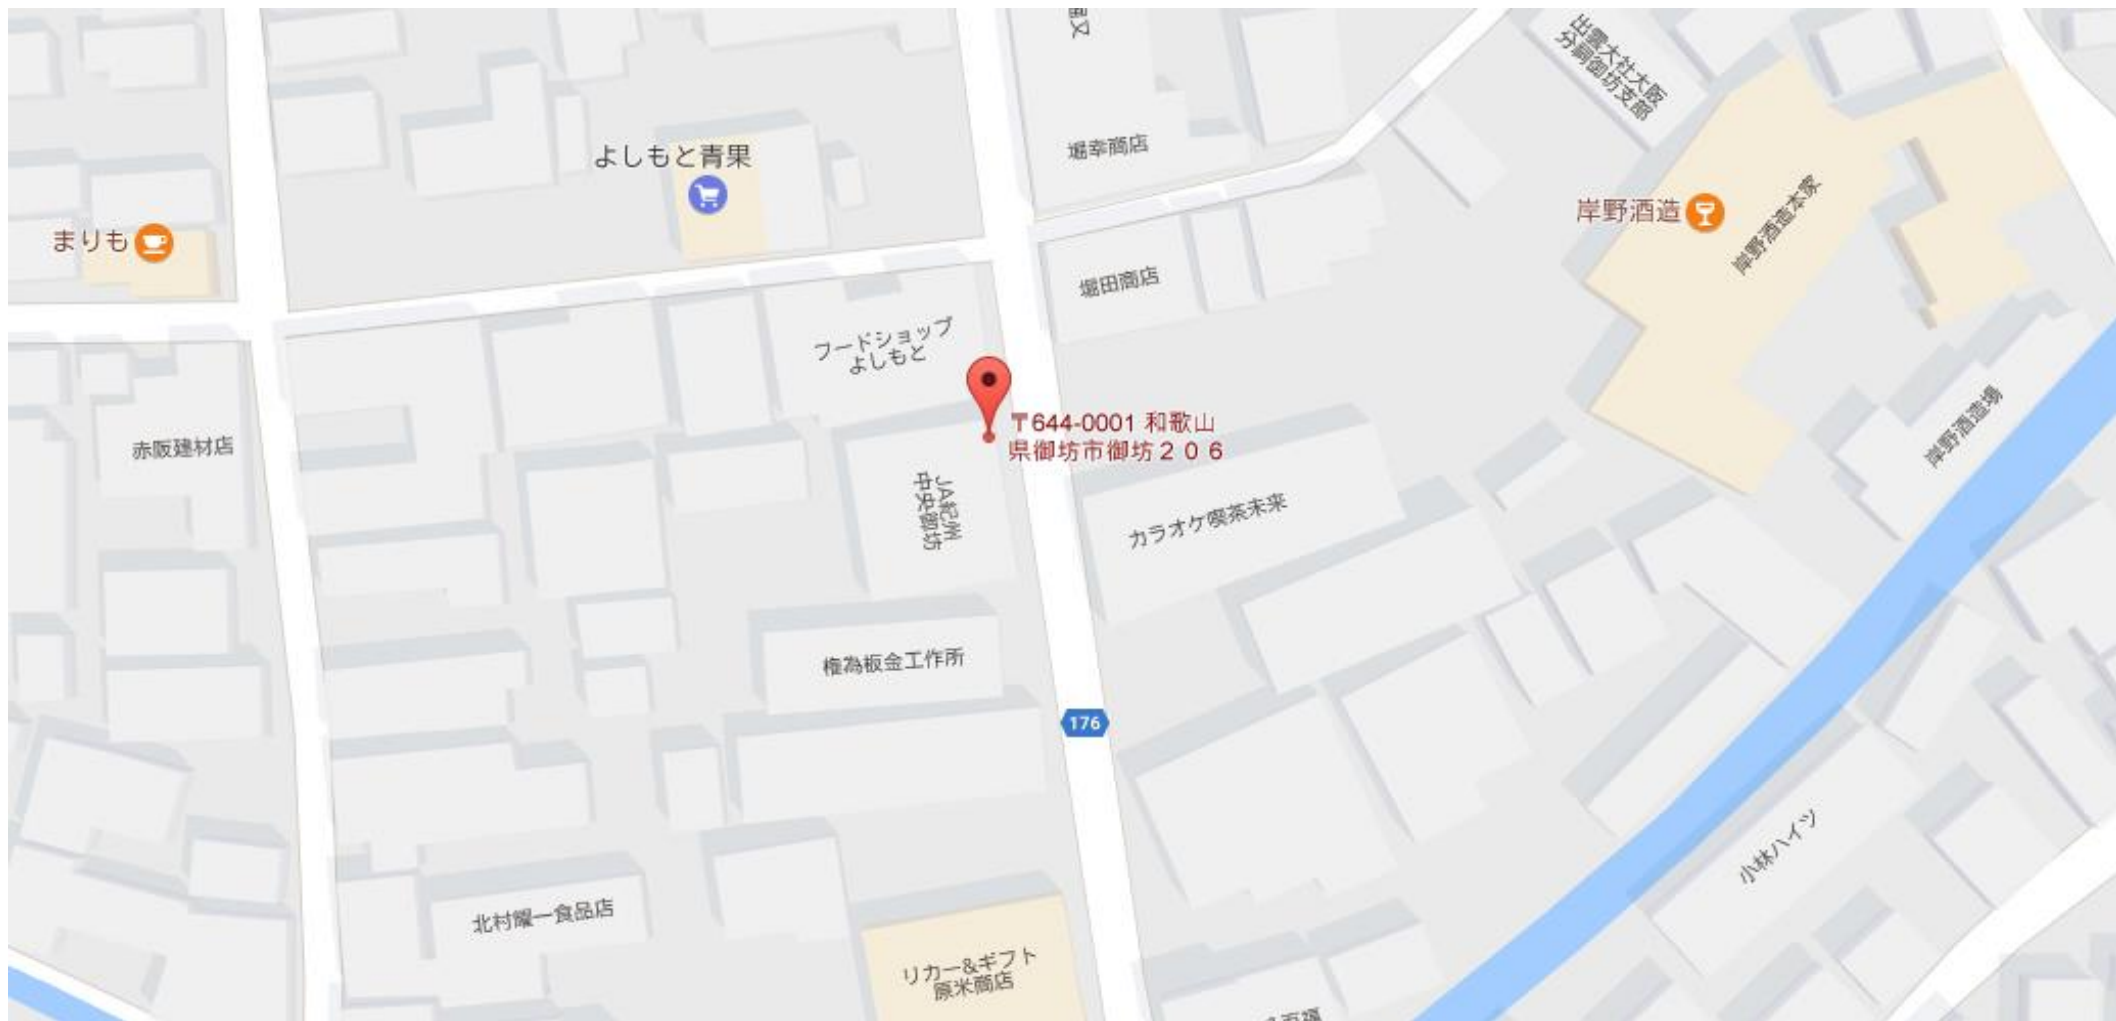 出雲大社大阪
分祠御坊支部
堀幸商店
よしもと青果
まりも
岸野酒造
岸野酒造本家
堀田商店
フードショップ
よしもと
〒644-0001 和歌山
県御坊市御坊２０６
赤阪建材店
JA紀州
中央御坊
カラオケ喫茶未来
岸野酒造場
権為板金工作所
176
小林ハイツ
北村耀一食品店
リカー&ギフト
原米商店